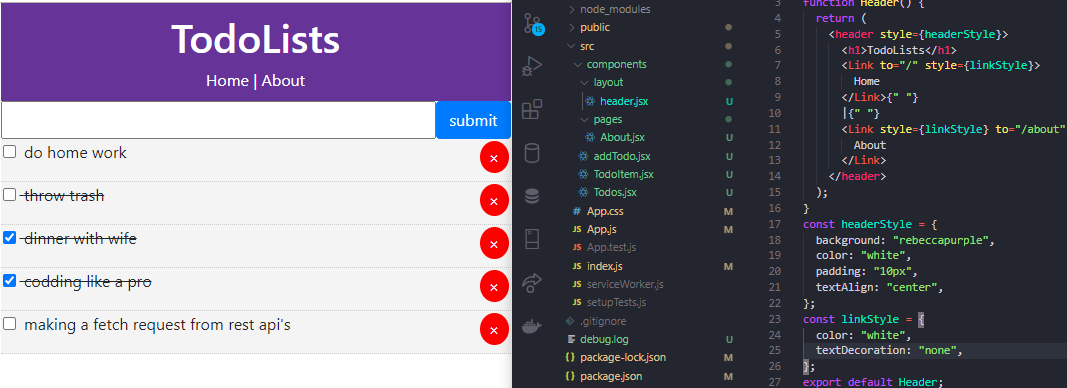 TodoLists
Home | About
submit
do home work
×
throw trash
×
dinner with wife
×
codding like a pro
×
making a fetch request from rest api's
×
15
node_modules
public
src
components
layout
header.jsx U
pages
About.jsx U
addTodo.jsx U
TodoItem.jsx U
Todos.jsx U
# App.css M
JS App.js M
JS App.test.js
JS index.js M
JS serviceWorker.js
JS setupTests.js
.gitignore
debug.log U
{} package-lock.json M
{} package.json M
3 function Header() {
4 return (
5 <header style={headerStyle}>
6 <h1>TodoLists</h1>
7 <Link to="/" style={linkStyle}>
8 Home
9 </Link>{" "}
10 |{" "}
11 <Link style={linkStyle} to="/about"
12 About
13 </Link>
14 </header>
15 );
16 }
17 const headerStyle = {
18 background: "rebeccapurple",
19 color: "white",
20 padding: "10px",
21 textAlign: "center",
22 };
23 const linkStyle = {
24 color: "white",
25 textDecoration: "none",
26 };
27 export default Header;